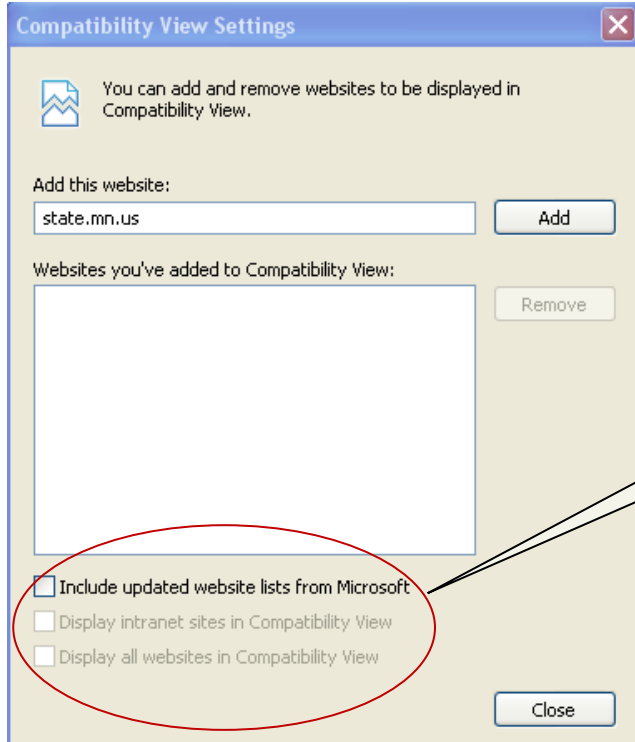 Compatibility View Settings
You can add and remove websites to be displayed in
Compatibility View.
Add this website:
state.mn.us
Add
Websites you've added to Compatibility View:
Remove
Include updated website lists from Microsoft
Display intranet sites in Compatibility View
Display all websites in Compatibility View
Close